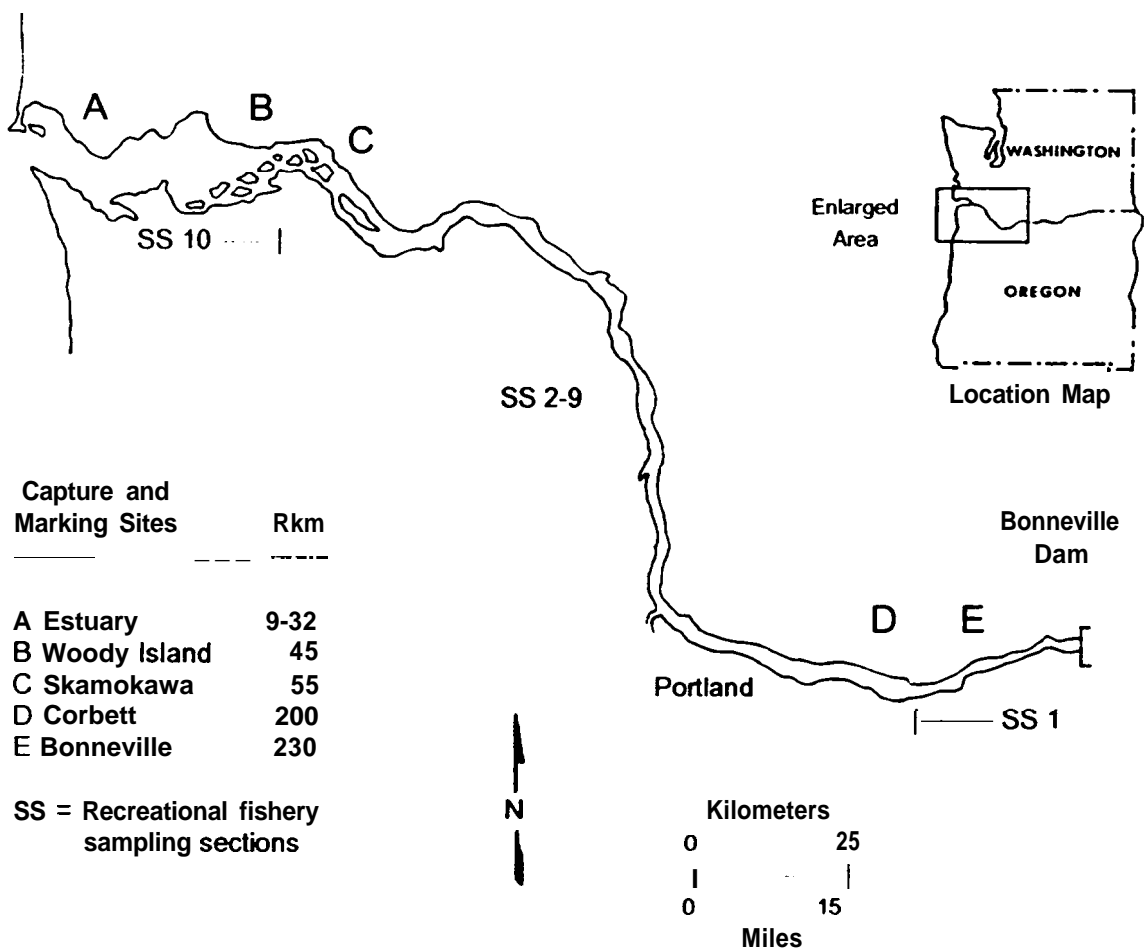 A
B
C
SS 10
WASHINGTON
Enlarged
Area
OREGON
Location Map
SS 2-9
Capture and
Marking Sites Rkm
A Estuary 9-32
B Woody Island 45
C Skamokawa 55
D Corbett 200
E Bonneville 230
SS = Recreational fishery
sampling sections
Bonneville
Dam
D
E
Portland
SS 1
N
Kilometers
0 25
0 15
Miles